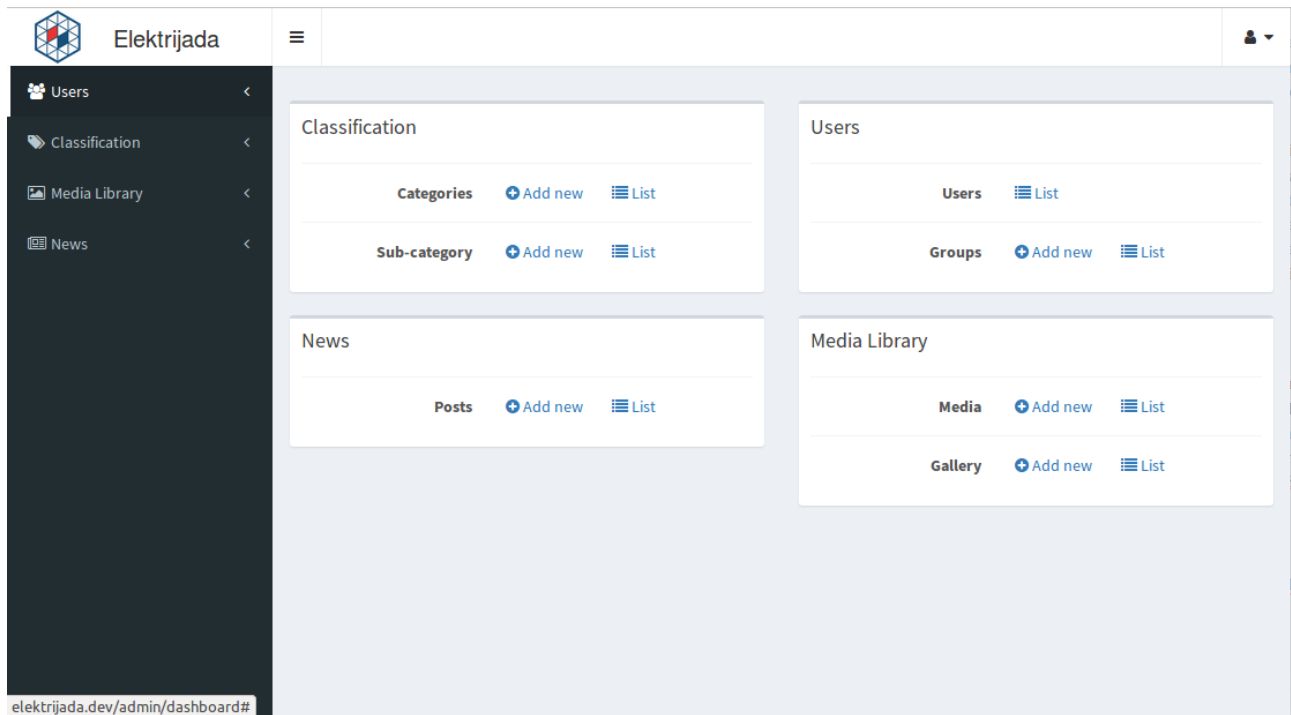 Elektrijada
Users
Classification
Media Library
News
Classification
Categories Add new List
Sub-category Add new List
Users
Users List
Groups Add new List
News
Posts Add new List
Media Library
Media Add new List
Gallery Add new List
elektrijada.dev/admin/dashboard#